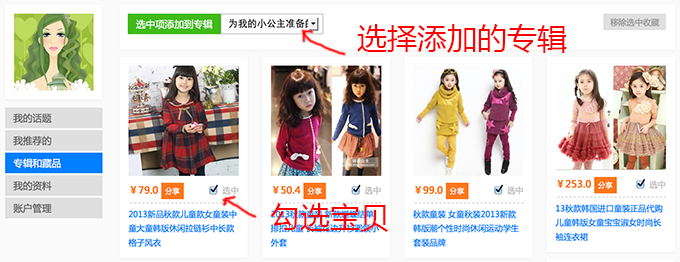 选中项添加到专辑
为我的小公主准备的
移除选中收藏
选择添加的专辑
我的话题
我推荐的
专辑和藏品
我的资料
账户管理
¥79.0 分享 选中
2013新品秋款儿童款女童装中
童大童韩版休闲拉链衫中长款
格子风衣
¥50.4 分享 选中
勾选宝贝
小外套
¥99.0 分享 选中
秋款童装 女童秋装2013新款
韩版潮个性时尚休闲运动学生
套装品牌
¥253.0 分享 选中
13秋款韩国进口童装正品代购
儿童韩版女童宝宝淑女时尚长
袖连衣裙